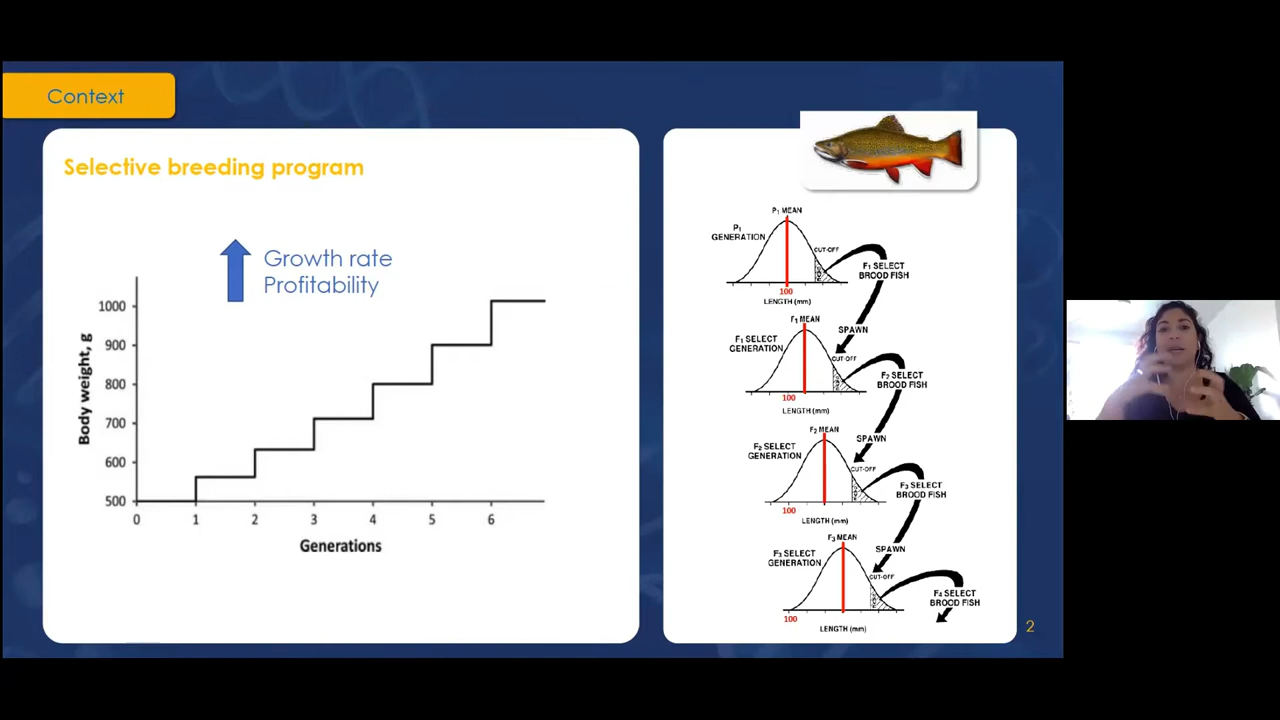 Context
Selective breeding program
Growth rate
Profitability
1000
900
800
700
600
500
Body weight, g
0 1 2 3 4 5 6
Generations
P1 MEAN
P1
GENERATION
CUT-OFF
F1 SELECT
BROOD FISH
100
LENGTH (mm)
F1 MEAN
SPAWN
F1 SELECT
GENERATION
CUT-OFF
F2 SELECT
BROOD FISH
100
LENGTH (mm)
F2 MEAN
SPAWN
F2 SELECT
GENERATION
CUT-OFF
F3 SELECT
BROOD FISH
100
LENGTH (mm)
F3 MEAN
SPAWN
F3 SELECT
GENERATION
CUT-OFF
F4 SELECT
BROOD FISH
100
LENGTH (mm)
2